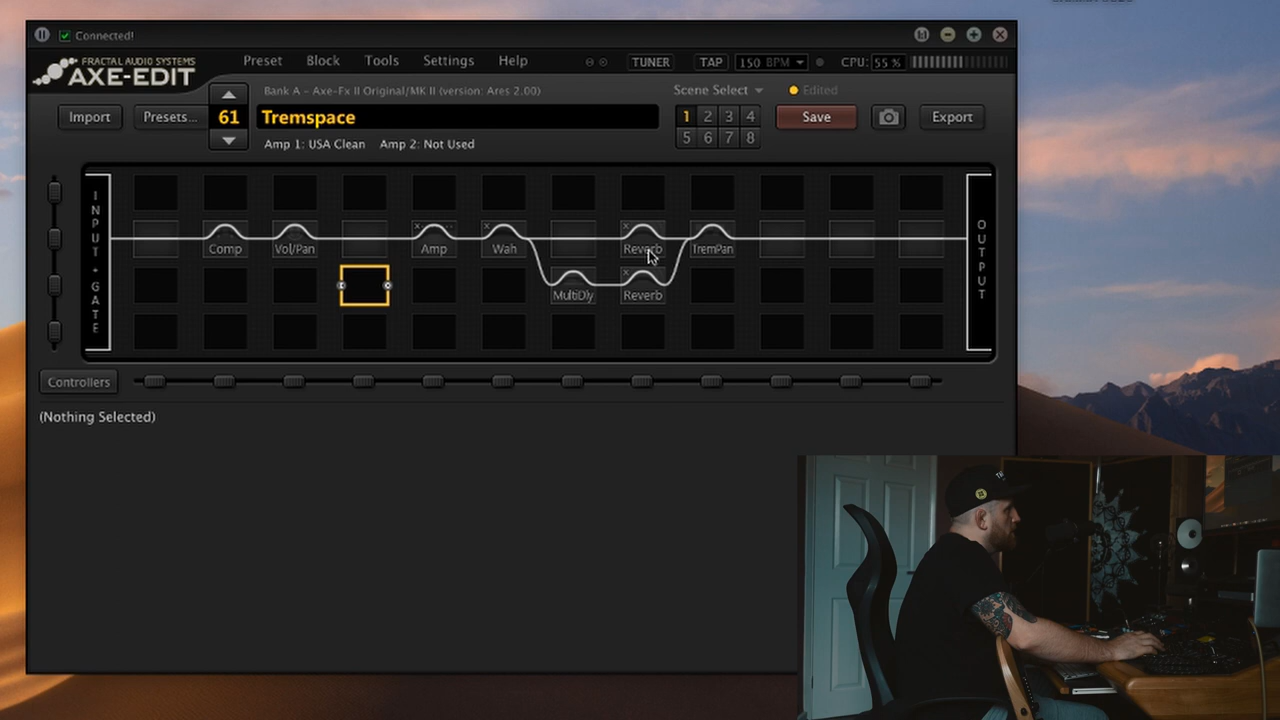 Connected!
FRACTAL AUDIO SYSTEMS
AXE-EDIT
Preset Block Tools Settings Help
TUNER TAP 150 BPM CPU: 55 %
Bank A - Axe-Fx II Original/MK II (version: Ares 2.00)
Scene Select Edited
Import Presets... 61 Tremspace
1 2 3 4
Save Export
5 6 7 8
Amp 1: USA Clean Amp 2: Not Used
INPUT • GATE
Comp Vol/Pan Amp Wah Reverb TremPan
MultiDly Reverb
OUTPUT
Controllers
(Nothing Selected)